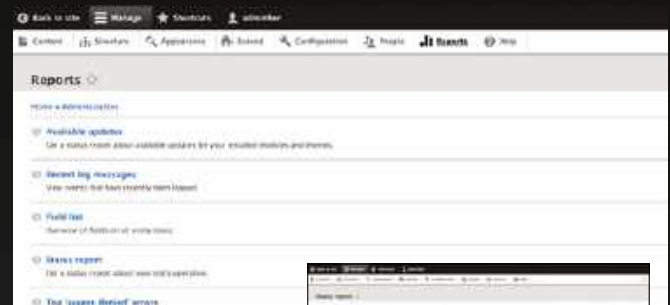 Back to site Manage Shortcuts adminker
Content Structure Appearance Extend Configuration People Reports Help
Reports
Home » Administration
Available updates
Get a status report about available updates for your installed modules and themes.
Recent log messages
View events that have recently been logged.
Field list
Overview of fields on all entity types.
Status report
Get a status report about your site's operation.
Top 'access denied' errors
Status report